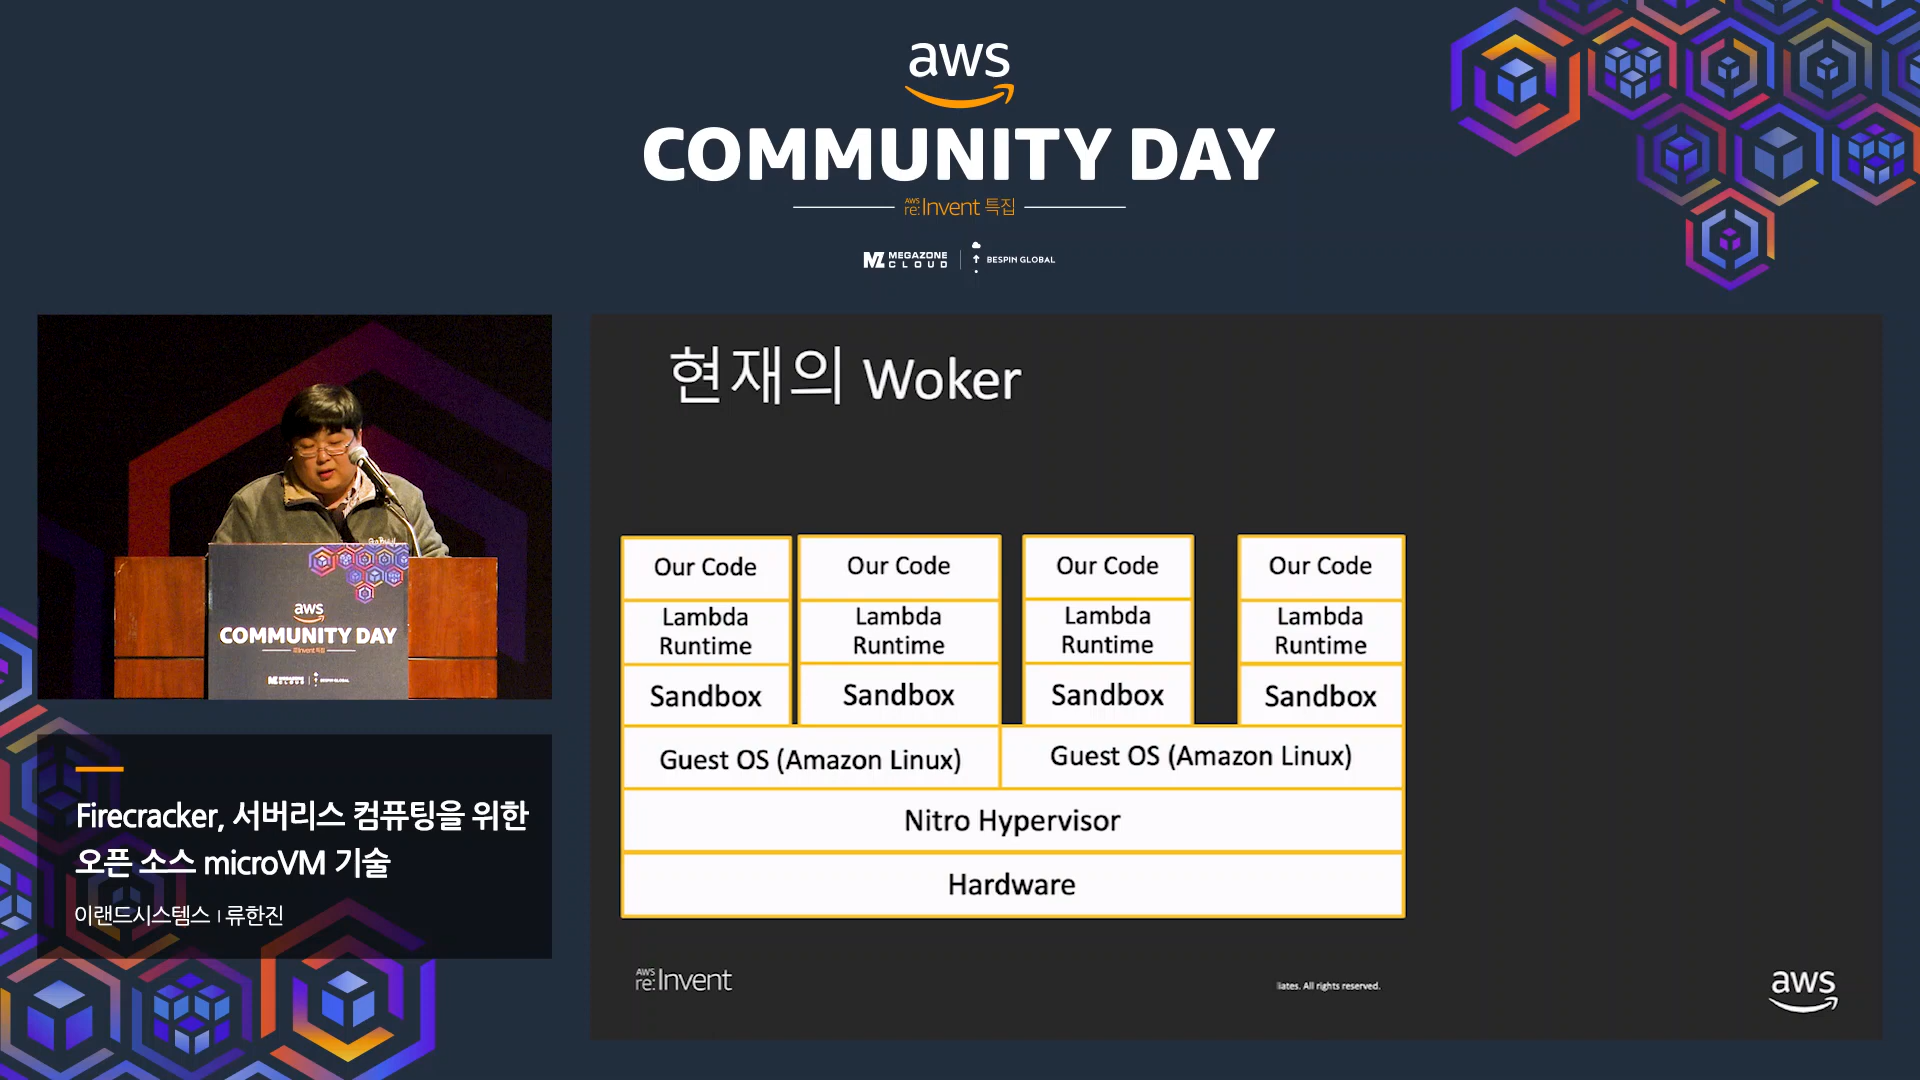 aws
COMMUNITY DAY
AWS re:Invent 특집
MEGAZONE CLOUD | BESPIN GLOBAL
aws
COMMUNITY DAY
Firecracker, 서버리스 컴퓨팅을 위한
오픈 소스 microVM 기술
이랜드시스템스 | 류한진
현재의 Woker
Our Code Our Code Our Code Our Code
Lambda Runtime Lambda Runtime Lambda Runtime Lambda Runtime
Sandbox Sandbox Sandbox Sandbox
Guest OS (Amazon Linux) Guest OS (Amazon Linux)
Nitro Hypervisor
Hardware
AWS re:Invent
liates. All rights reserved.
aws